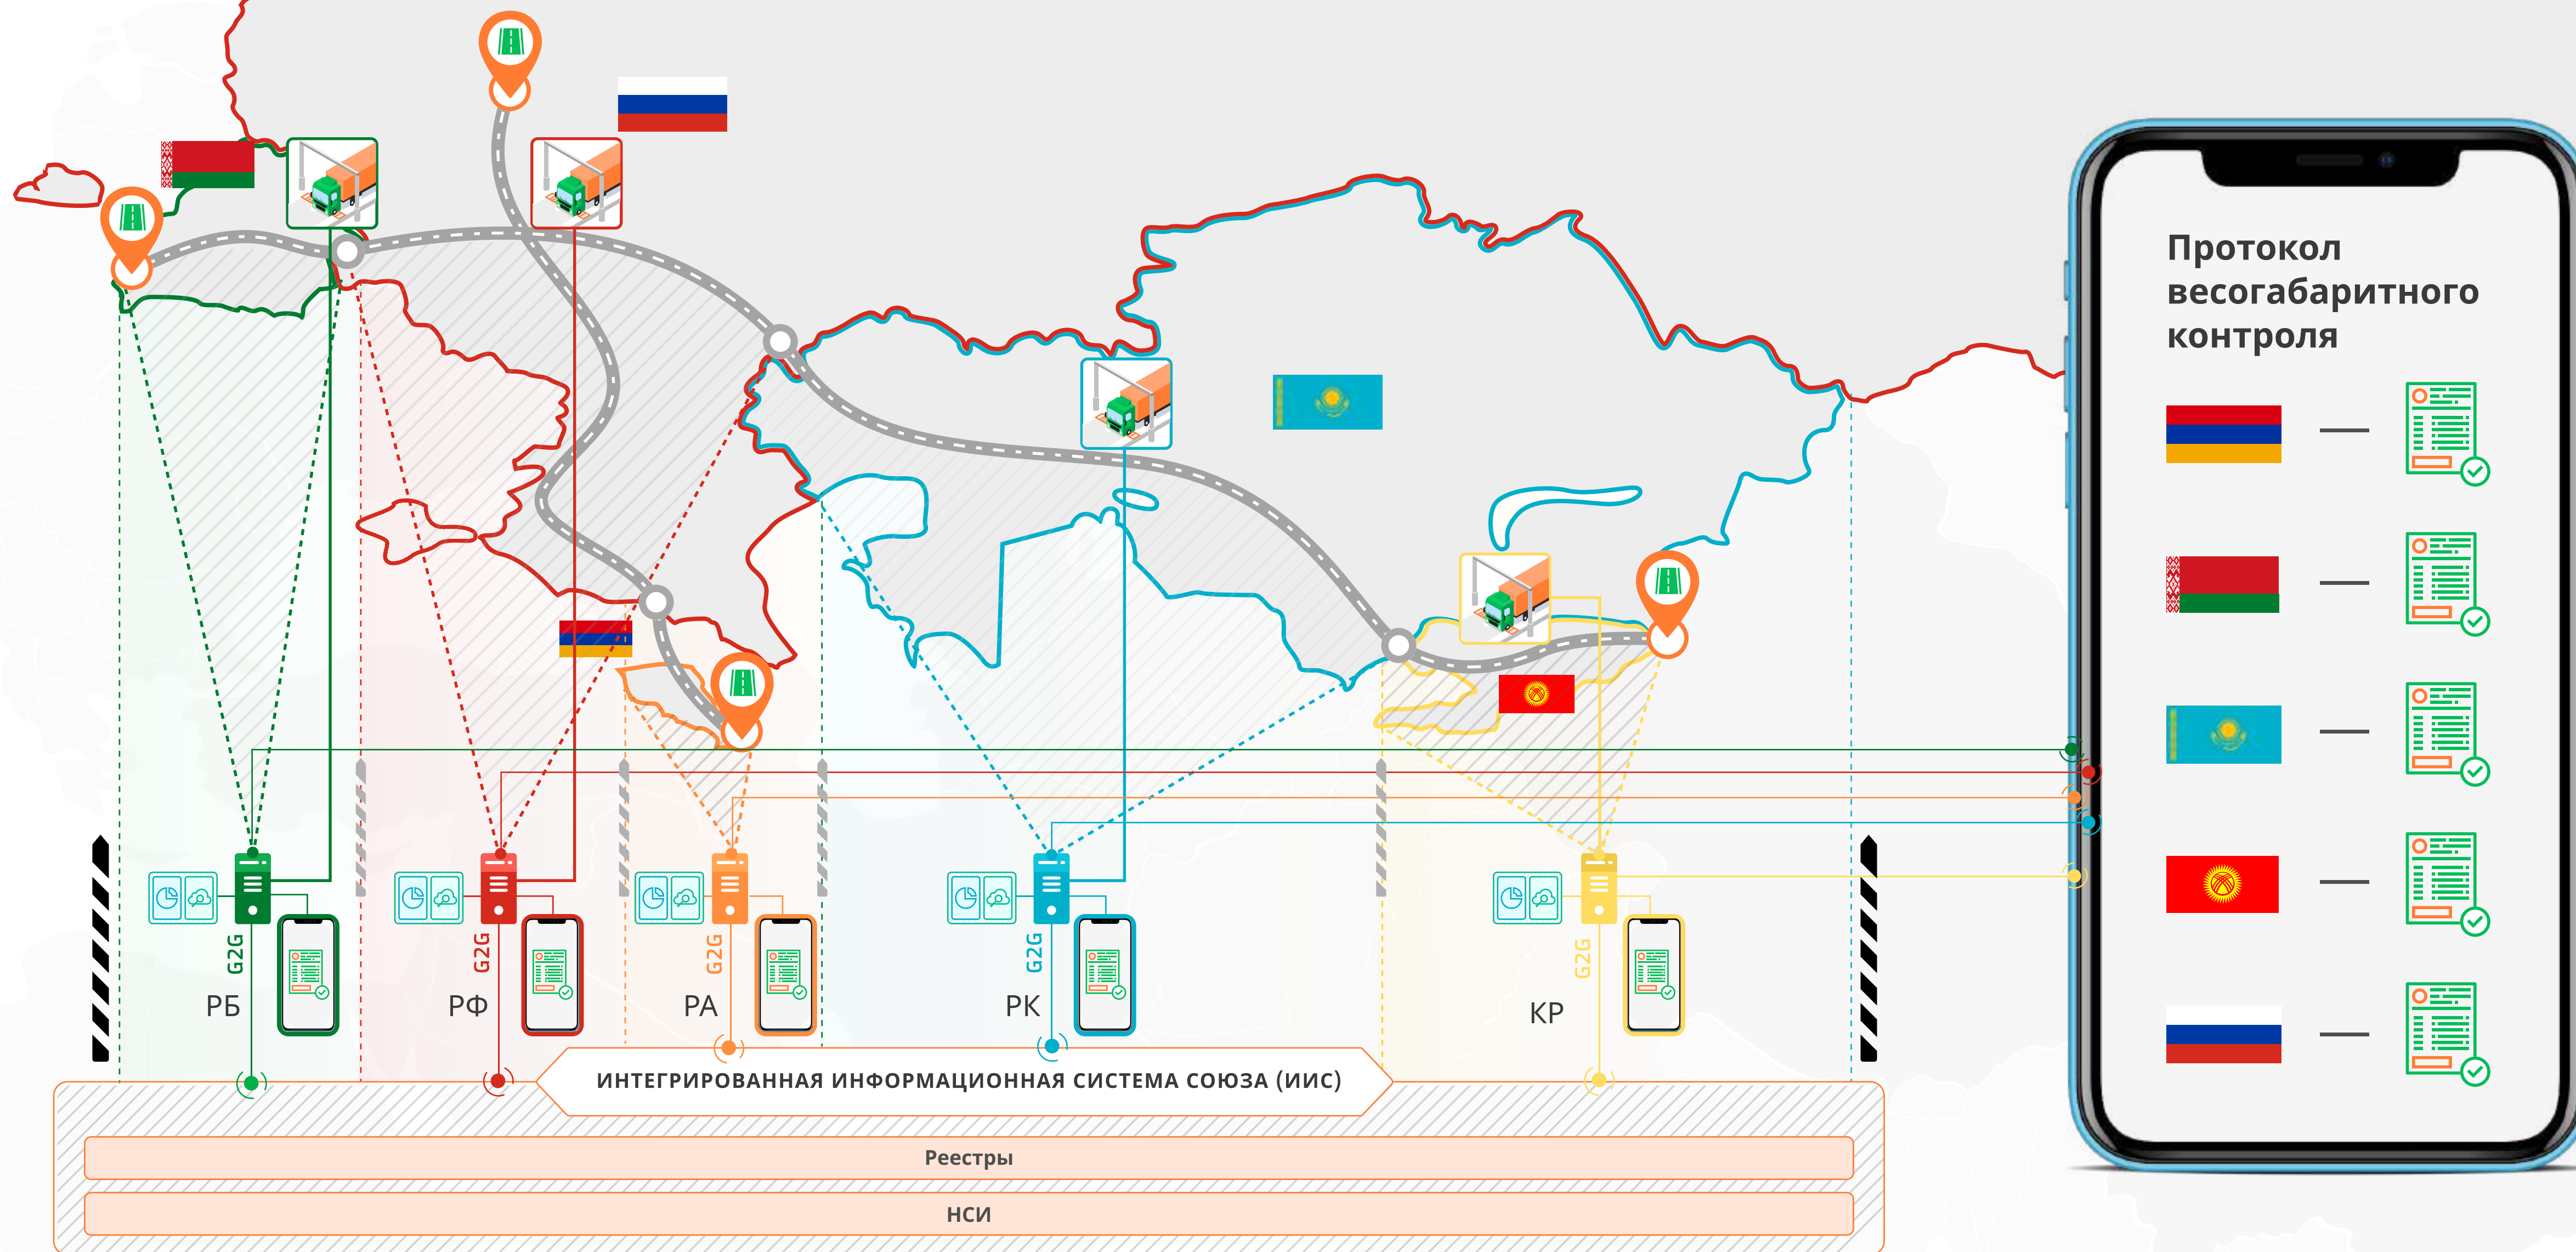 Протокол
весогабаритного
контроля
G2G
G2G
G2G
G2G
G2G
РБ
РФ
РА
РК
КР
ИНТЕГРИРОВАННАЯ ИНФОРМАЦИОННАЯ СИСТЕМА СОЮЗА (ИИС)
Реестры
НСИ